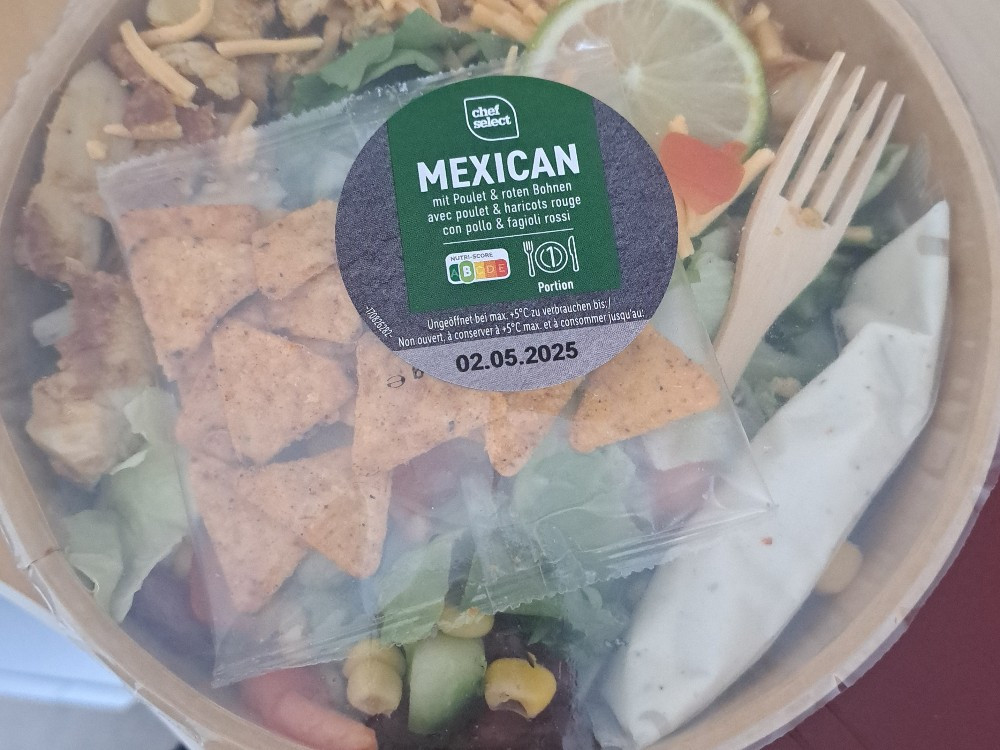 chef
select
MEXICAN
mit Poulet & roten Bohnen
avec poulet & haricots rouge
con pollo & fagioli rossi
NUTRI-SCORE
A B C D E
1
Portion
Ungeöffnet bei max. +5°C zu verbrauchen bis:/
Non ouvert, à conserver à +5°C max. et à consommer jusqu'au:
02.05.2025